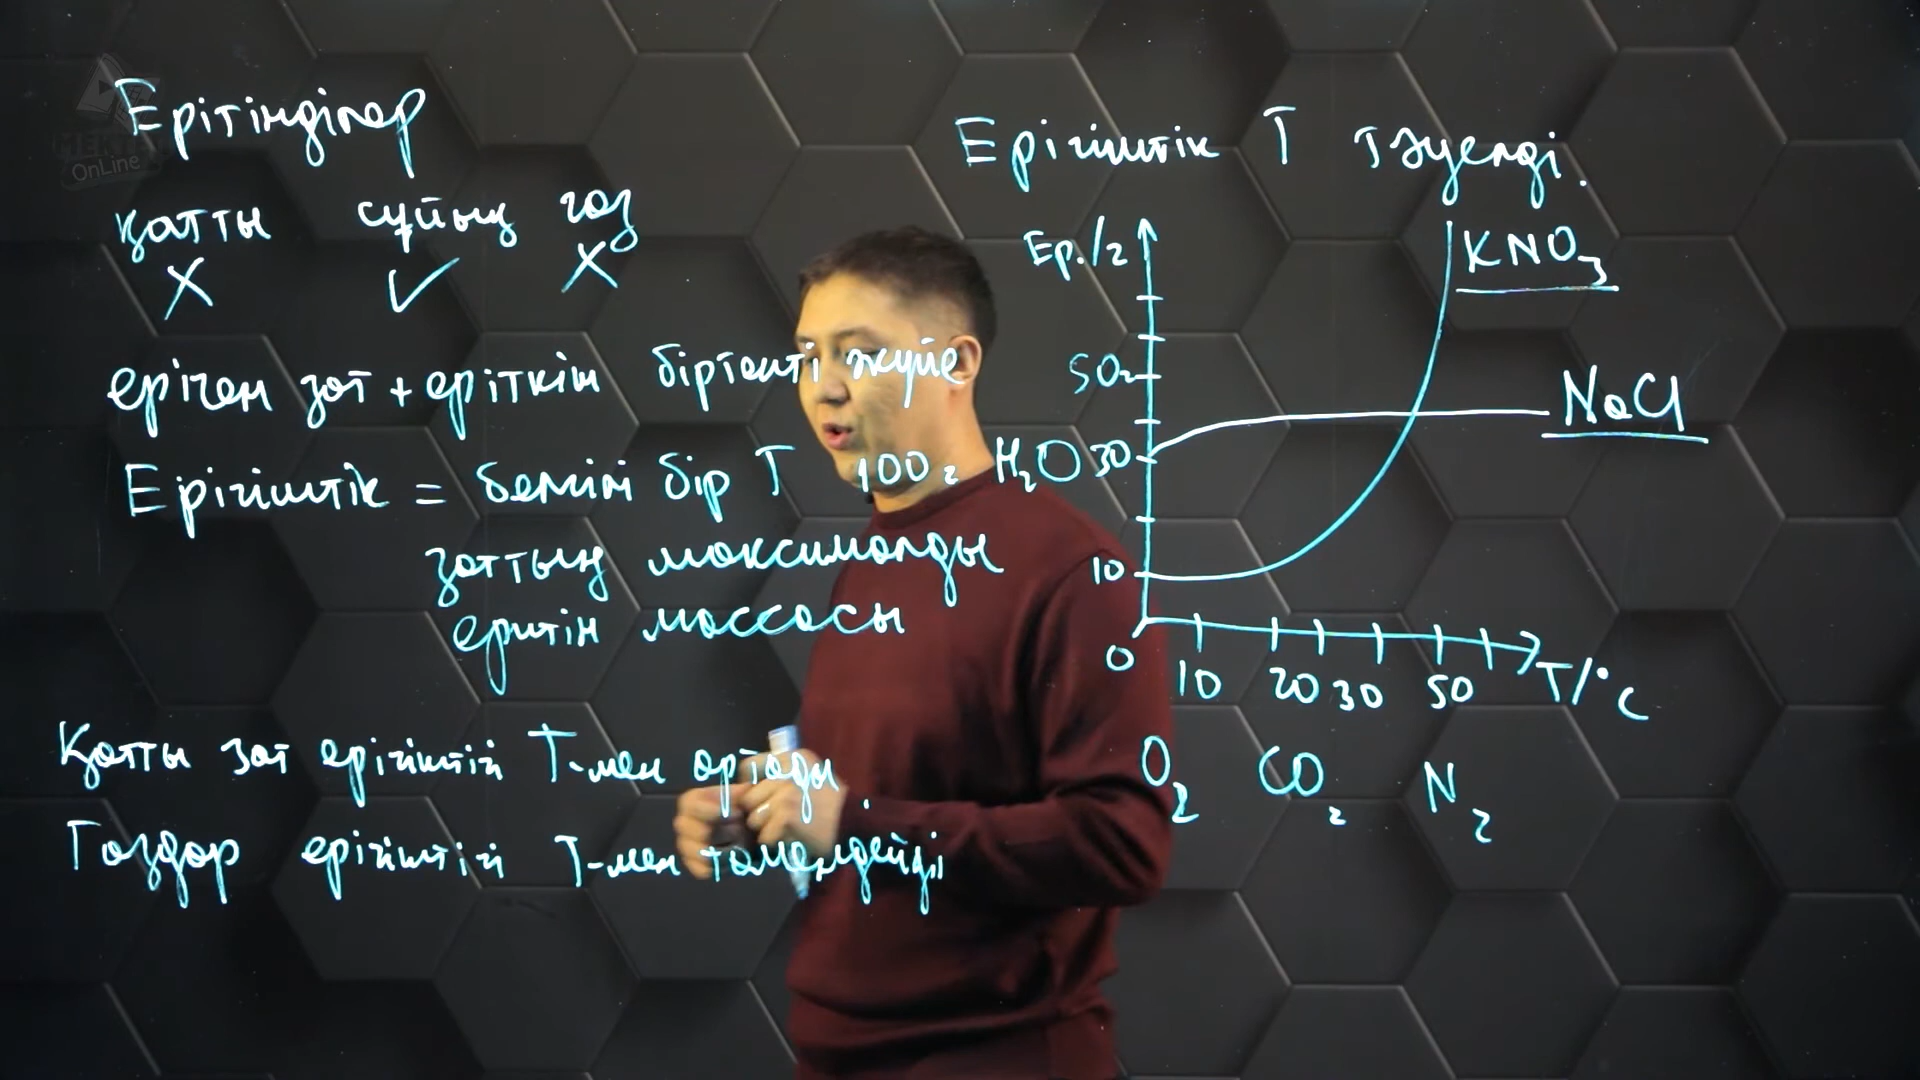 OnLine
Ерітінділер
қатты сұйық газ
еріген зат + еріткіш біртекті жүйе
Ерігіштік = белгілі бір T 100 г H₂O
заттың максималды
еритін массасы
Қатты зат ерігіштігі T-мен артады.
Газдар ерігіштігі T-мен төмендейді
Ерігіштік T тәуелді.
Ер./г
KNO₃
50
NaCl
30
10
0
10 20 30 50 T/°C
O₂ CO₂ N₂